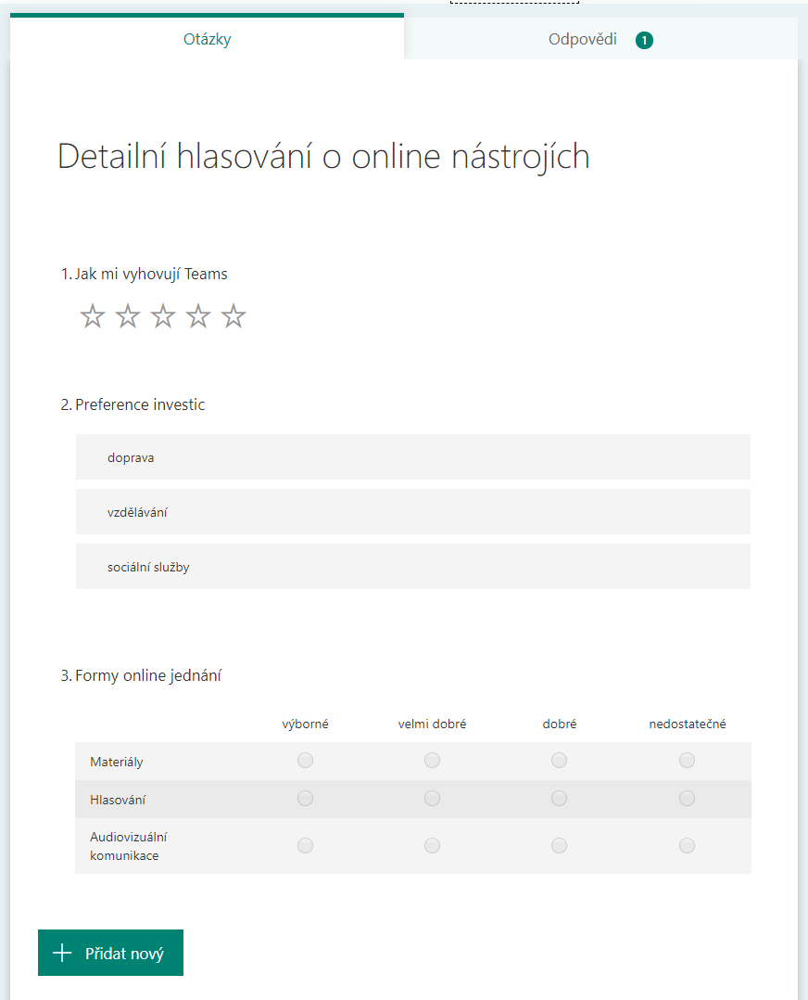 Otázky
Odpovědi 1
Detailní hlasování o online nástrojích
1. Jak mi vyhovují Teams
2. Preference investic
doprava
vzdělávání
sociální služby
3. Formy online jednání
výborné velmi dobré dobré nedostatečné
Materiály
Hlasování
Audiovizuální
komunikace
Přidat nový